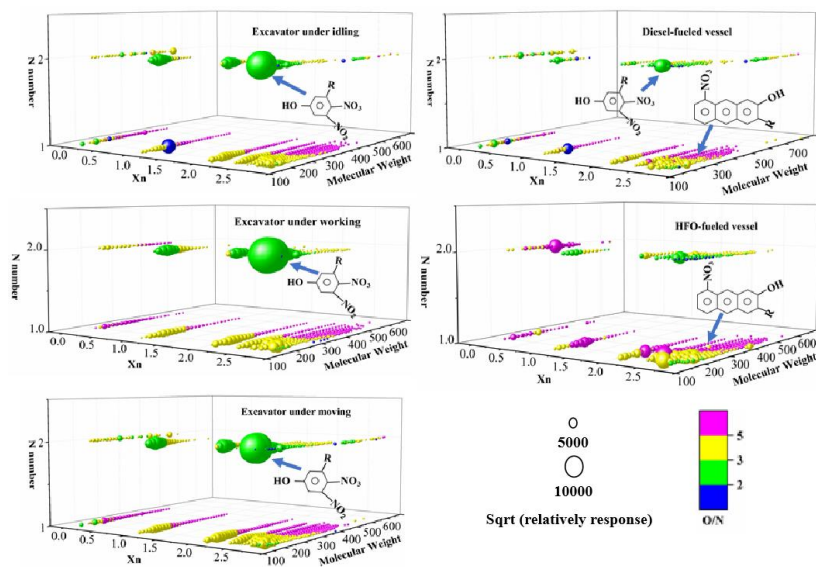 Excavator under idling
N number
2
1
0.0
0.5
1.0
1.5
2.0
2.5
Xn
100
200
300
400
500
600
Molecular Weight
HO
R
NO₃
NO₂
Diesel-fueled vessel
2
1
0.0
0.5
1.0
1.5
2.0
2.5
Xn
100
200
300
400
500
600
700
Molecular Weight
HO
R
NO₃
NO₂
NO₃
OH
R
Excavator under working
N number
2.0
1.0
0.0
0.5
1.0
1.5
2.0
2.5
Xn
100
200
300
400
500
600
Molecular Weight
HO
R
NO₃
NO₂
HFO-fueled vessel
N number
2.0
1.0
0.0
0.5
1.0
1.5
2.0
2.5
Xn
100
200
300
400
500
600
Molecular Weight
NO₃
OH
R
Excavator under moving
N number
2
1
0.0
0.5
1.0
1.5
2.0
2.5
Xn
100
200
300
400
500
600
Molecular Weight
HO
R
NO₃
NO₂
5000
10000
Sqrt (relatively response)
5
3
2
O/N